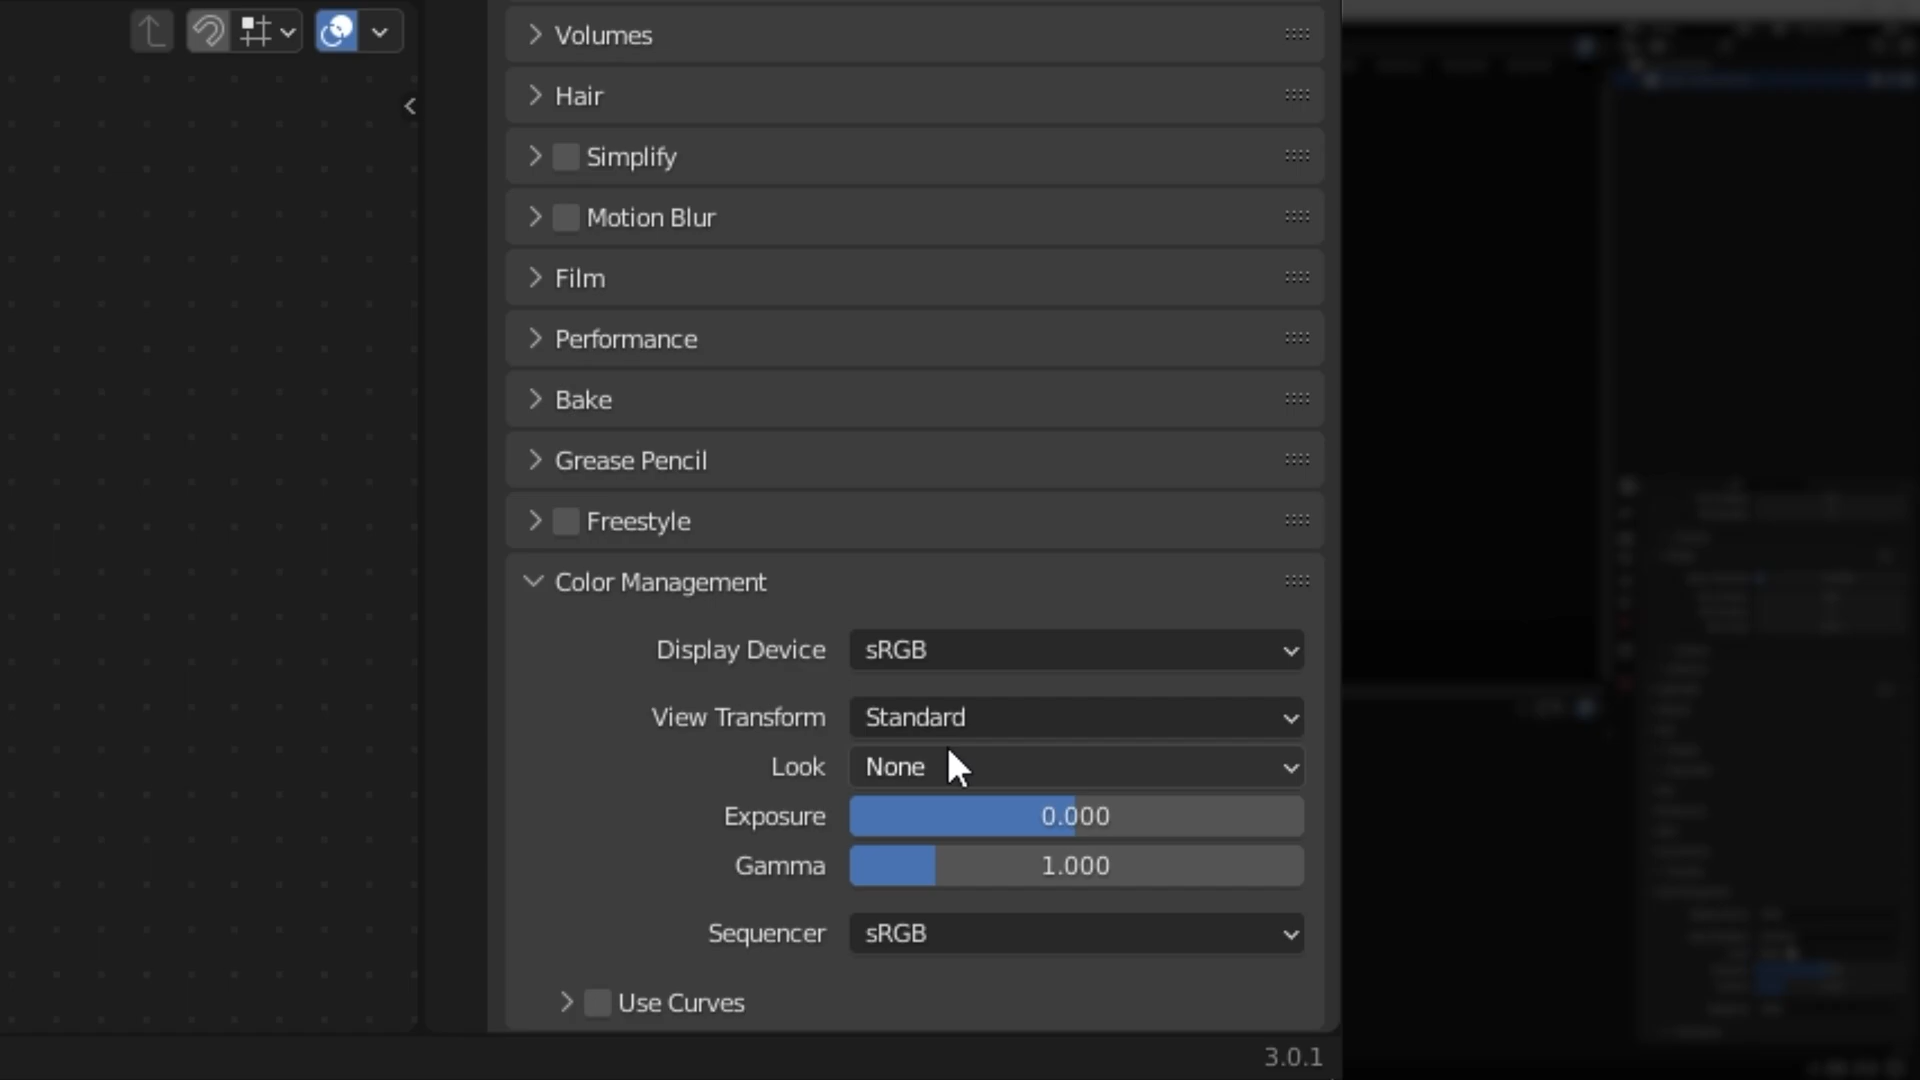 Volumes
Hair
Simplify
Motion Blur
Film
Performance
Bake
Grease Pencil
Freestyle
Color Management
Display Device sRGB
View Transform Standard
Look None
Exposure 0.000
Gamma 1.000
Sequencer sRGB
Use Curves
3.0.1